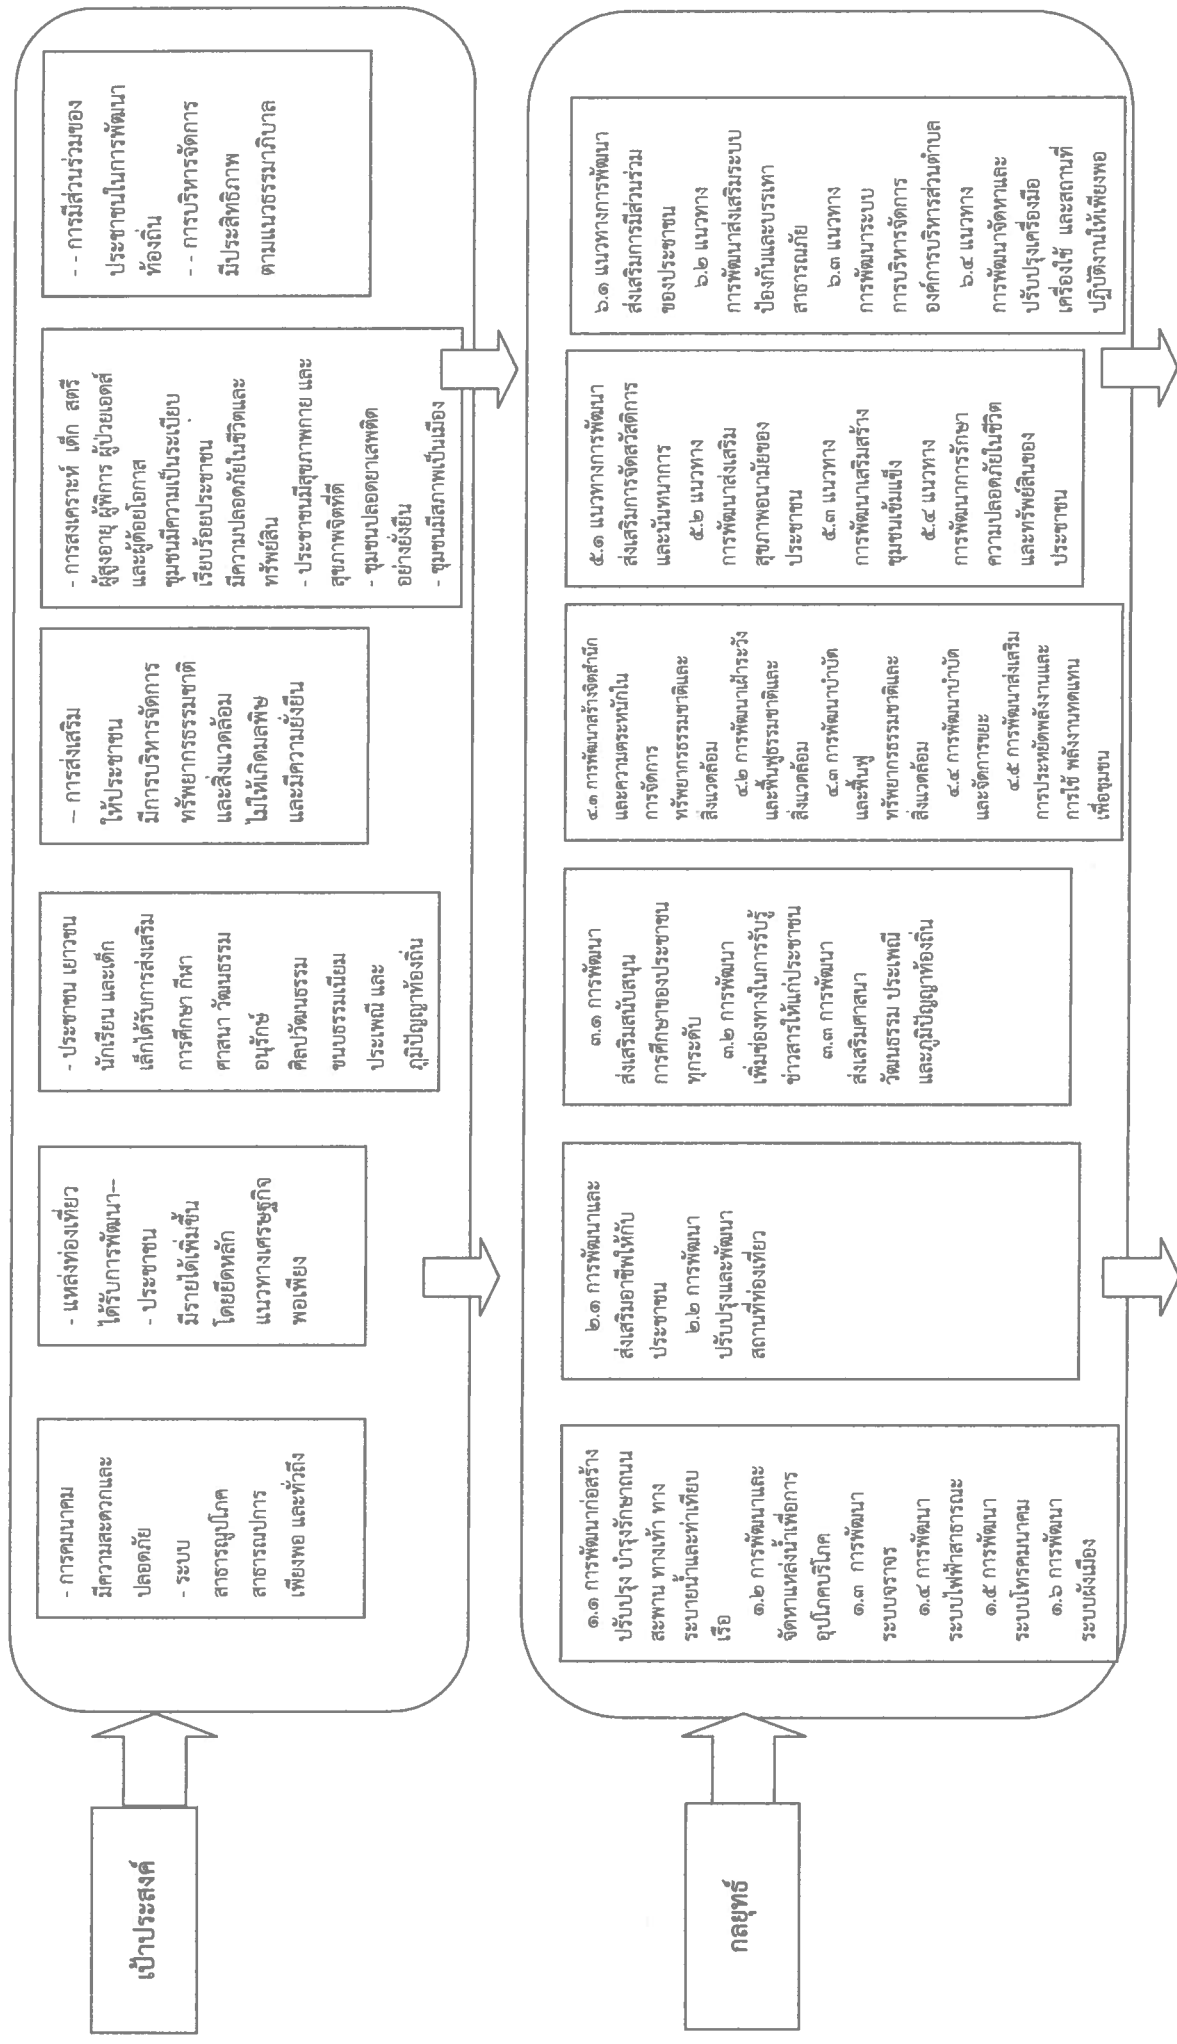 เป้าประสงค์
- การคมนาคม
มีความสะดวกและ
ปลอดภัย
- ระบบ
สาธารณูปโภค
สาธารณปการ
เพียงพอ และทั่วถึง
- แหล่งท่องเที่ยว
ได้รับการพัฒนา--
- ประชาชน
มีรายได้เพิ่มขึ้น
โดยยึดหลัก
แนวทางเศรษฐกิจ
พอเพียง
- ประชาชน เยาวชน
นักเรียน และเด็ก
เล็กได้รับการส่งเสริม
การศึกษา กีฬา
ศาสนา วัฒนธรรม
อนุรักษ์
ศิลปวัฒนธรรม
ขนบธรรมเนียม
ประเพณี และ
ภูมิปัญญาท้องถิ่น
-- การส่งเสริม
ให้ประชาชน
มีการบริหารจัดการ
ทรัพยากรธรรมชาติ
และสิ่งแวดล้อม
ไม่ให้เกิดมลพิษ
และมีความยั่งยืน
- การสงเคราะห์ เด็ก สตรี
ผู้สูงอายุ ผู้พิการ ผู้ป่วยเอดส์
และผู้ด้อยโอกาส
ชุมชนมีความเป็นระเบียบ
เรียบร้อยประชาชน
มีความปลอดภัยในชีวิตและ
ทรัพย์สิน
- ประชาชนมีสุขภาพกาย และ
สุขภาพจิตที่ดี
- ชุมชนปลอดยาเสพติด
อย่างยั่งยืน
- ชุมชนมีสภาพเป็นเมือง
- - การมีส่วนร่วมของ
ประชาชนในการพัฒนา
ท้องถิ่น
- - การบริหารจัดการ
มีประสิทธิภาพ
ตามแนวธรรมาภิบาล
กลยุทธ์
๑.๑ การพัฒนาก่อสร้าง
ปรับปรุง บำรุงรักษาถนน
สะพาน ทางเท้า ทาง
ระบายน้ำและท่าเทียบ
เรือ
๑.๒ การพัฒนาและ
จัดหาแหล่งน้ำเพื่อการ
อุปโภคบริโภค
๑.๓ การพัฒนา
ระบบจราจร
๑.๔ การพัฒนา
ระบบไฟฟ้าสาธารณะ
๑.๕ การพัฒนา
ระบบโทรคมนาคม
๑.๖ การพัฒนา
ระบบผังเมือง
๒.๑ การพัฒนาและ
ส่งเสริมอาชีพให้กับ
ประชาชน
๒.๒ การพัฒนา
ปรับปรุงและพัฒนา
สถานที่ท่องเที่ยว
๓.๑ การพัฒนา
ส่งเสริมสนับสนุน
การศึกษาของประชาชน
ทุกระดับ
๓.๒ การพัฒนา
เพิ่มช่องทางในการรับรู้
ข่าวสารให้แก่ประชาชน
๓.๓ การพัฒนา
ส่งเสริมศาสนา
วัฒนธรรม ประเพณี
และภูมิปัญญาท้องถิ่น
๔.๑ การพัฒนาสร้างจิตสำนึก
และความตระหนักใน
การจัดการ
ทรัพยากรธรรมชาติและ
สิ่งแวดล้อม
๔.๒ การพัฒนาเฝ้าระวัง
และฟื้นฟูธรรมชาติและ
สิ่งแวดล้อม
๔.๓ การพัฒนาบำบัด
และฟื้นฟู
ทรัพยากรธรรมชาติและ
สิ่งแวดล้อม
๔.๔ การพัฒนาบำบัด
และจัดการขยะ
๔.๕ การพัฒนาส่งเสริม
การประหยัดพลังงานและ
การใช้ พลังงานทดแทน
เพื่อชุมชน
๕.๑ แนวทางการพัฒนา
ส่งเสริมการจัดสวัสดิการ
และนันทนาการ
๕.๒ แนวทาง
การพัฒนาส่งเสริม
สุขภาพอนามัยของ
ประชาชน
๕.๓ แนวทาง
การพัฒนาเสริมสร้าง
ชุมชนเข้มแข็ง
๕.๔ แนวทาง
การพัฒนาการรักษา
ความปลอดภัยในชีวิต
และทรัพย์สินของ
ประชาชน
๖.๑ แนวทางการพัฒนา
ส่งเสริมการมีส่วนร่วม
ของประชาชน
๖.๒ แนวทาง
การพัฒนาส่งเสริมระบบ
ป้องกันและบรรเทา
สาธารณภัย
๖.๓ แนวทาง
การพัฒนาระบบ
การบริหารจัดการ
องค์การบริหารส่วนตำบล
๖.๔ แนวทาง
การพัฒนาจัดหาและ
ปรับปรุงเครื่องมือ
เครื่องใช้ และสถานที่
ปฏิบัติงานให้เพียงพอ